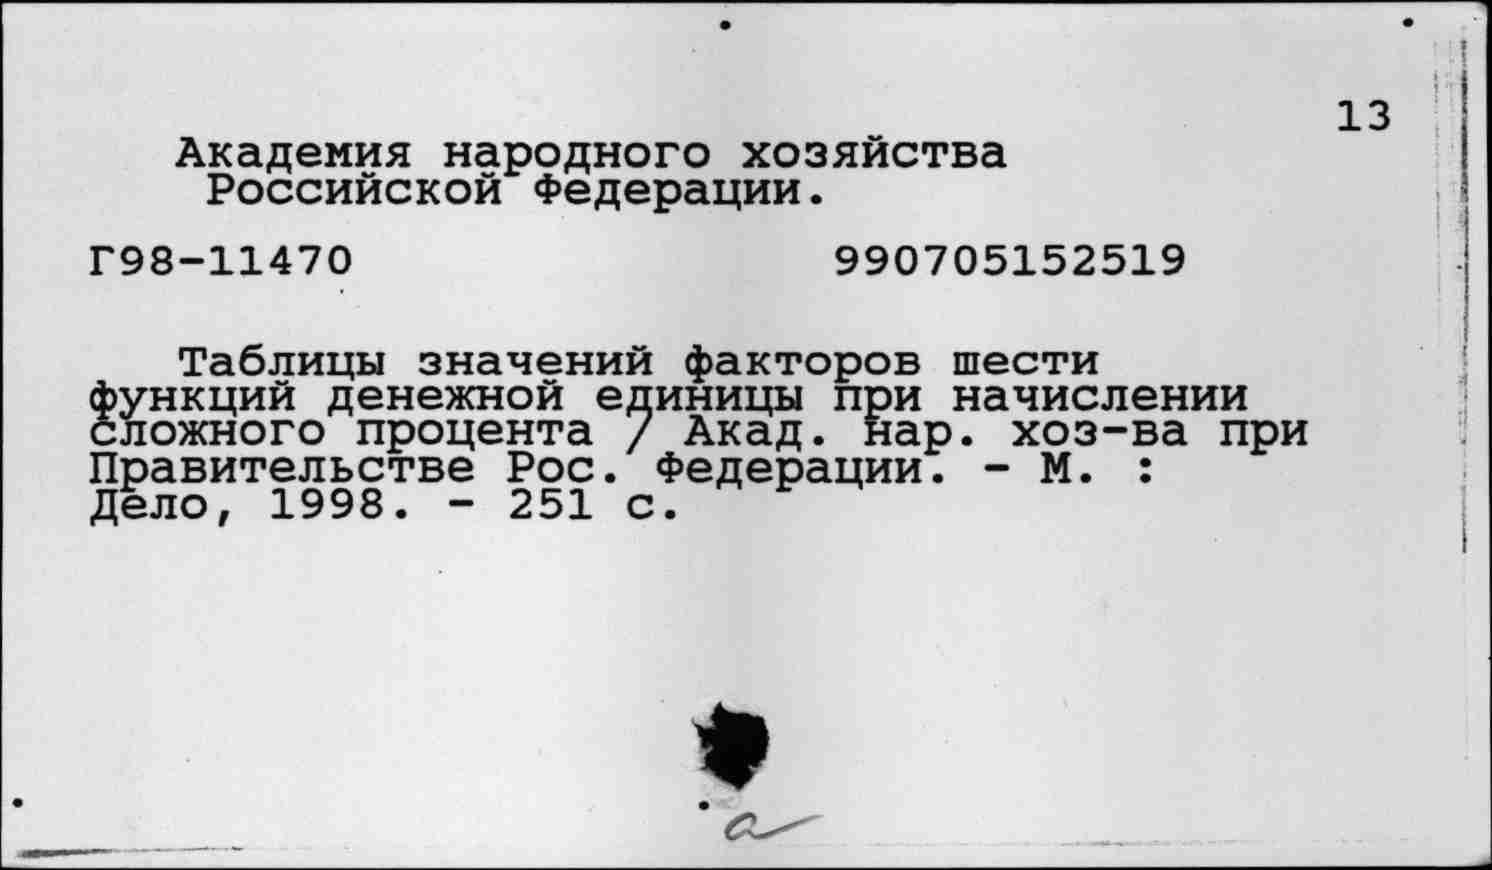 13
Академия народного хозяйства
Российской Федерации.
Г98-11470 990705152519
Таблицы значений факторов шести
функций денежной единицы при начислении
сложного процента / Акад. нар. хоз-ва при
Правительстве Рос. Федерации. - М. :
Дело, 1998. - 251 с.
а